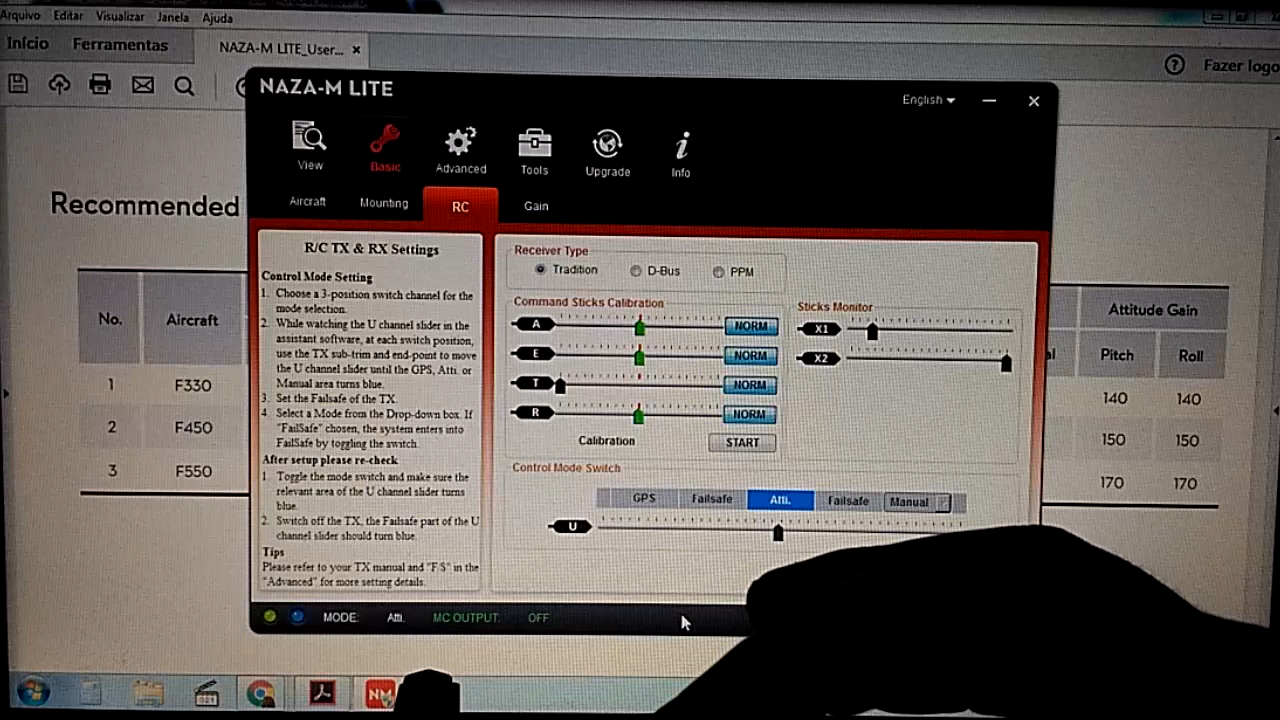 Arquivo Editar Visualizar Janela Ajuda
Início Ferramentas NAZA-M LITE_User... ×
Fazer logo
NAZA-M LITE
English
View Basic Advanced Tools Upgrade Info
Aircraft Mounting RC Gain
Recommended
No. Aircraft
1 F330
2 F450
3 F550
R/C TX & RX Settings
Control Mode Setting
1. Choose a 3-position switch channel for the
mode selection.
2. While watching the U channel slider in the
assistant software, at each switch position,
use the TX sub-trim and end-point to move
the U channel slider until the GPS, Atti. or
Manual area turns blue.
3. Set the Failsafe of the TX.
4. Select a Mode from the Drop-down box. If
"FailSafe" chosen, the system enters into
FailSafe by toggling the switch.
After setup please re-check
1. Toggle the mode switch and make sure the
relevant area of the U channel slider turns
blue.
2. Switch off the TX, the Failsafe part of the U
channel slider should turn blue.
Tips
Please refer to your TX manual and "F/S" in the
"Advanced" for more setting details.
Receiver Type
Tradition D-Bus PPM
Command Sticks Calibration
A NORM
E NORM
T NORM
R NORM
Calibration START
Sticks Monitor
X1
X2
Control Mode Switch
GPS Failsafe Atti. Failsafe Manual
U
MODE: Atti. MC OUTPUT: OFF
Attitude Gain
Pitch Roll
140 140
150 150
170 170
321
NM